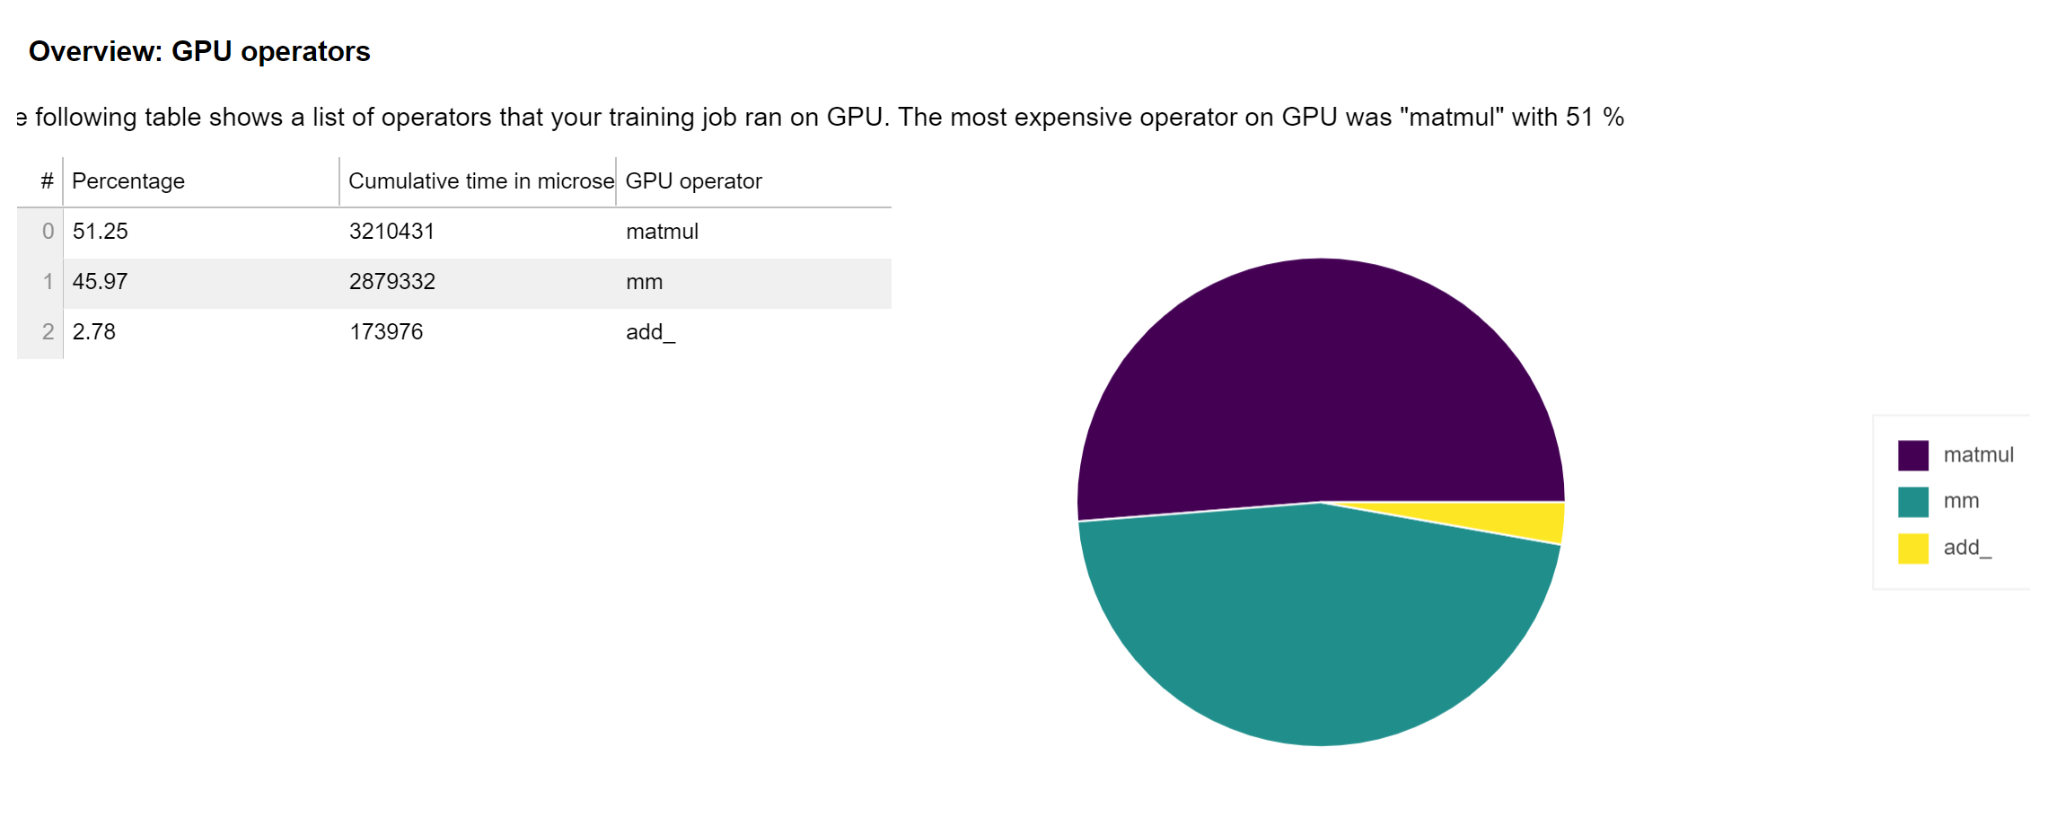 Overview: GPU operators
e following table shows a list of operators that your training job ran on GPU. The most expensive operator on GPU was "matmul" with 51 %
# Percentage Cumulative time in microse GPU operator
0 51.25 3210431 matmul
1 45.97 2879332 mm
2 2.78 173976 add_
matmul
mm
add_